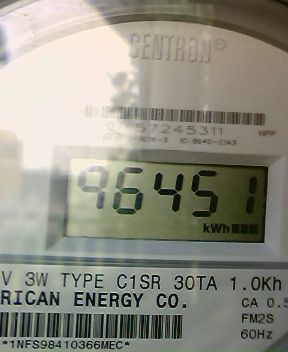 CENTRON®
57245311
96451
kWh
V 3W TYPE C1SR 30TA 1.0Kh
RICAN ENERGY CO.
CA 0.5
FM2S
60Hz
*1NFS98410366MEC*